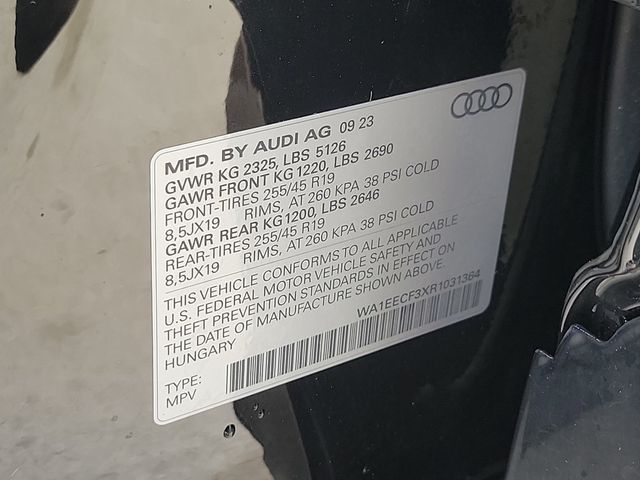 MFD. BY AUDI AG 09 23
GVWR KG 2325, LBS 5126
GAWR FRONT KG 1220, LBS 2690
FRONT-TIRES 255/45 R19
8,5JX19 RIMS, AT 260 KPA 38 PSI COLD
GAWR REAR KG1200, LBS 2646
REAR-TIRES 255/45 R19
8,5JX19 RIMS, AT 260 KPA 38 PSI COLD
THIS VEHICLE CONFORMS TO ALL APPLICABLE
U.S. FEDERAL MOTOR VEHICLE SAFETY AND
THEFT PREVENTION STANDARDS IN EFFECT ON
THE DATE OF MANUFACTURE SHOWN ABOVE.
HUNGARY
WA1EECF3XR1031364
TYPE:
MPV